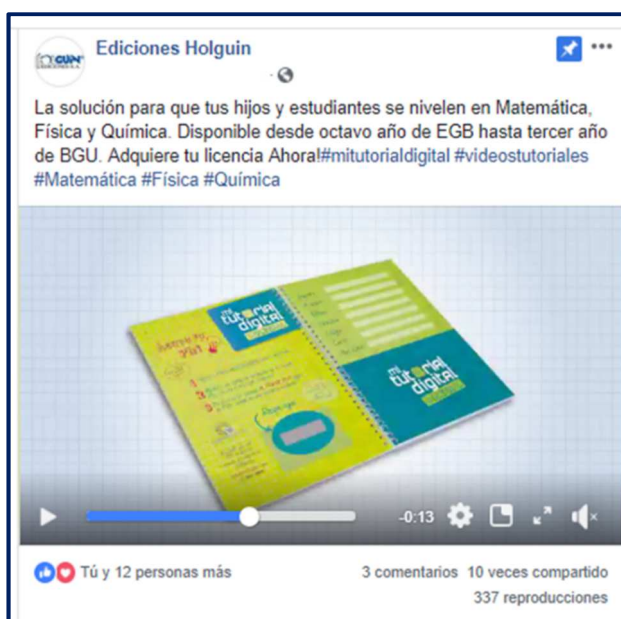 Ediciones Holguin
La solución para que tus hijos y estudiantes se nivelen en Matemática,
Física y Química. Disponible desde octavo año de EGB hasta tercer año
de BGU. Adquiere tu licencia Ahora!#mitutorialdigital #videostutoriales
#Matemática #Física #Química
mi
tutorial
digital
mi
tutorial
digital
-0:13
Tú y 12 personas más
3 comentarios 10 veces compartido
337 reproducciones